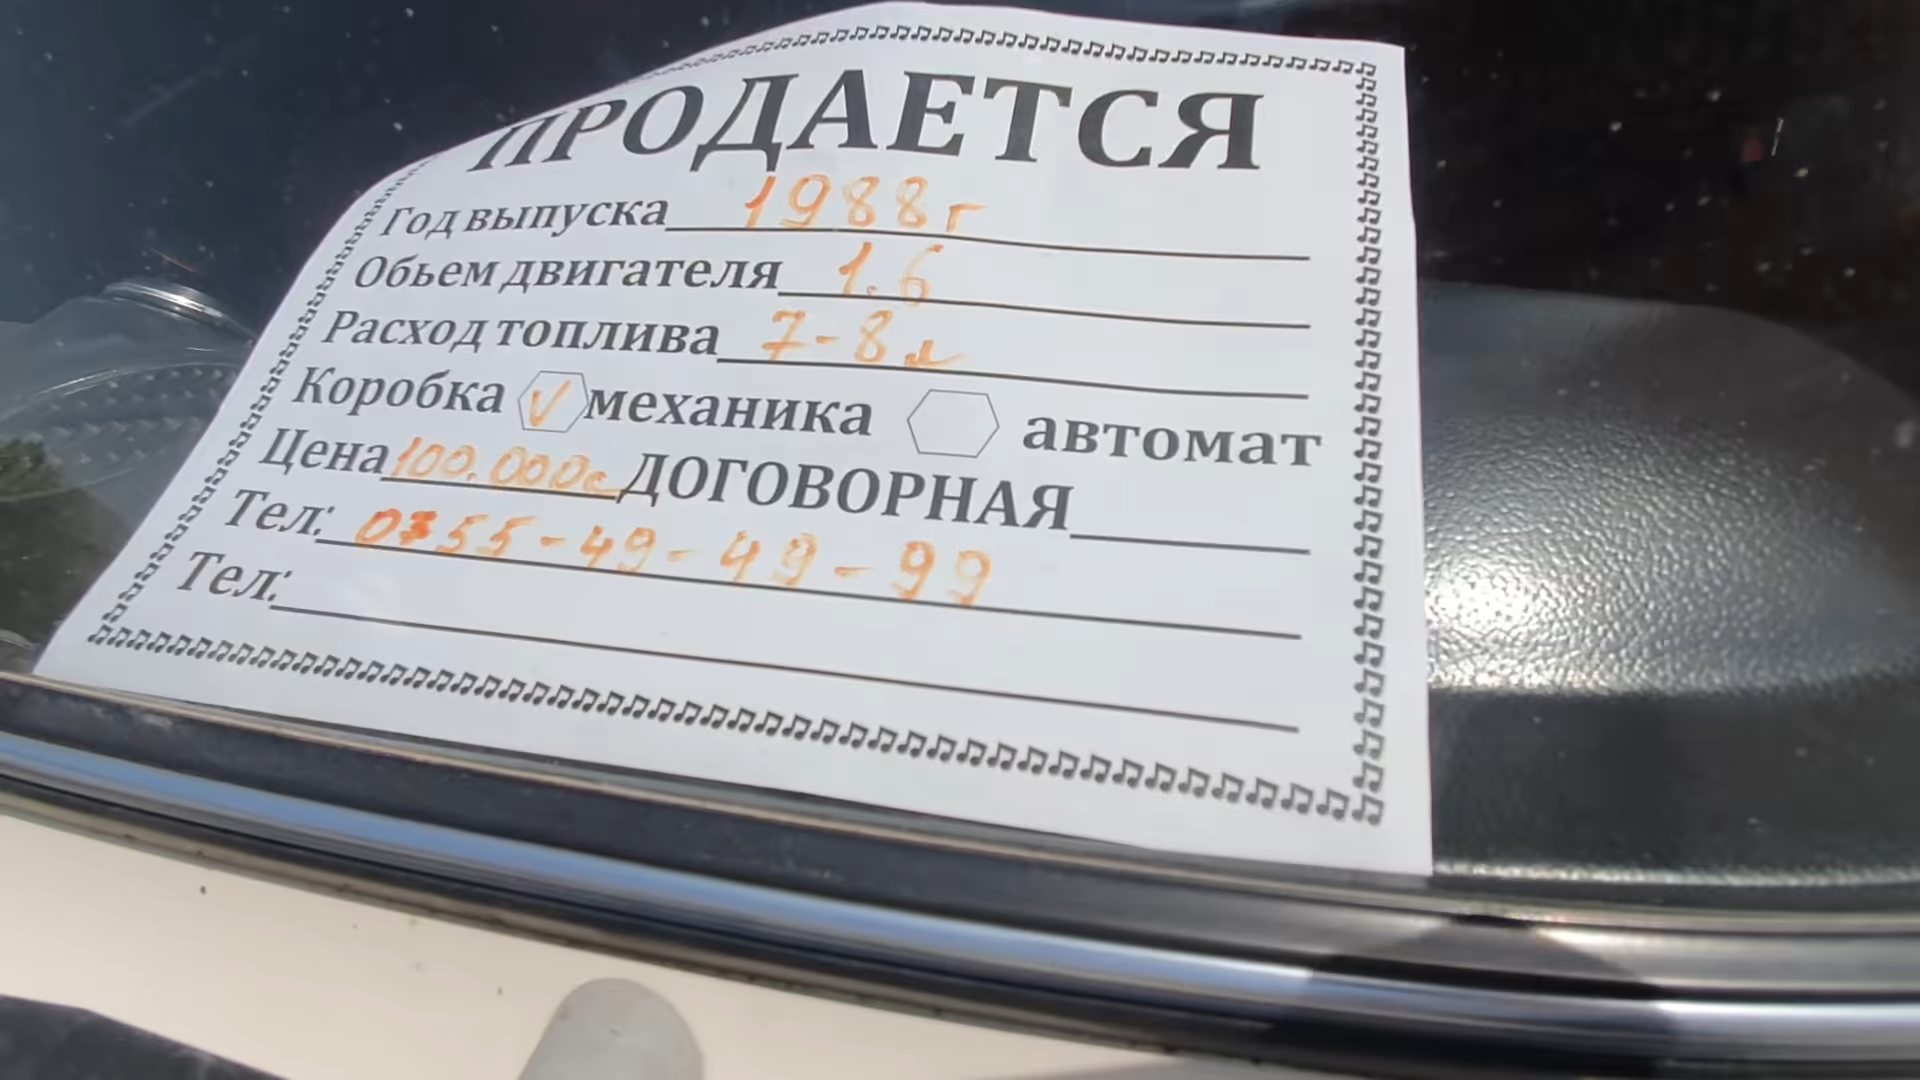 ПРОДАЕТСЯ
Год выпуска 1988г
Обьем двигателя 1.6
Расход топлива 7-8л
Коробка ✓ механика автомат
Цена 100.000с ДОГОВОРНАЯ
Тел: 0755-49-49-99
Тел: